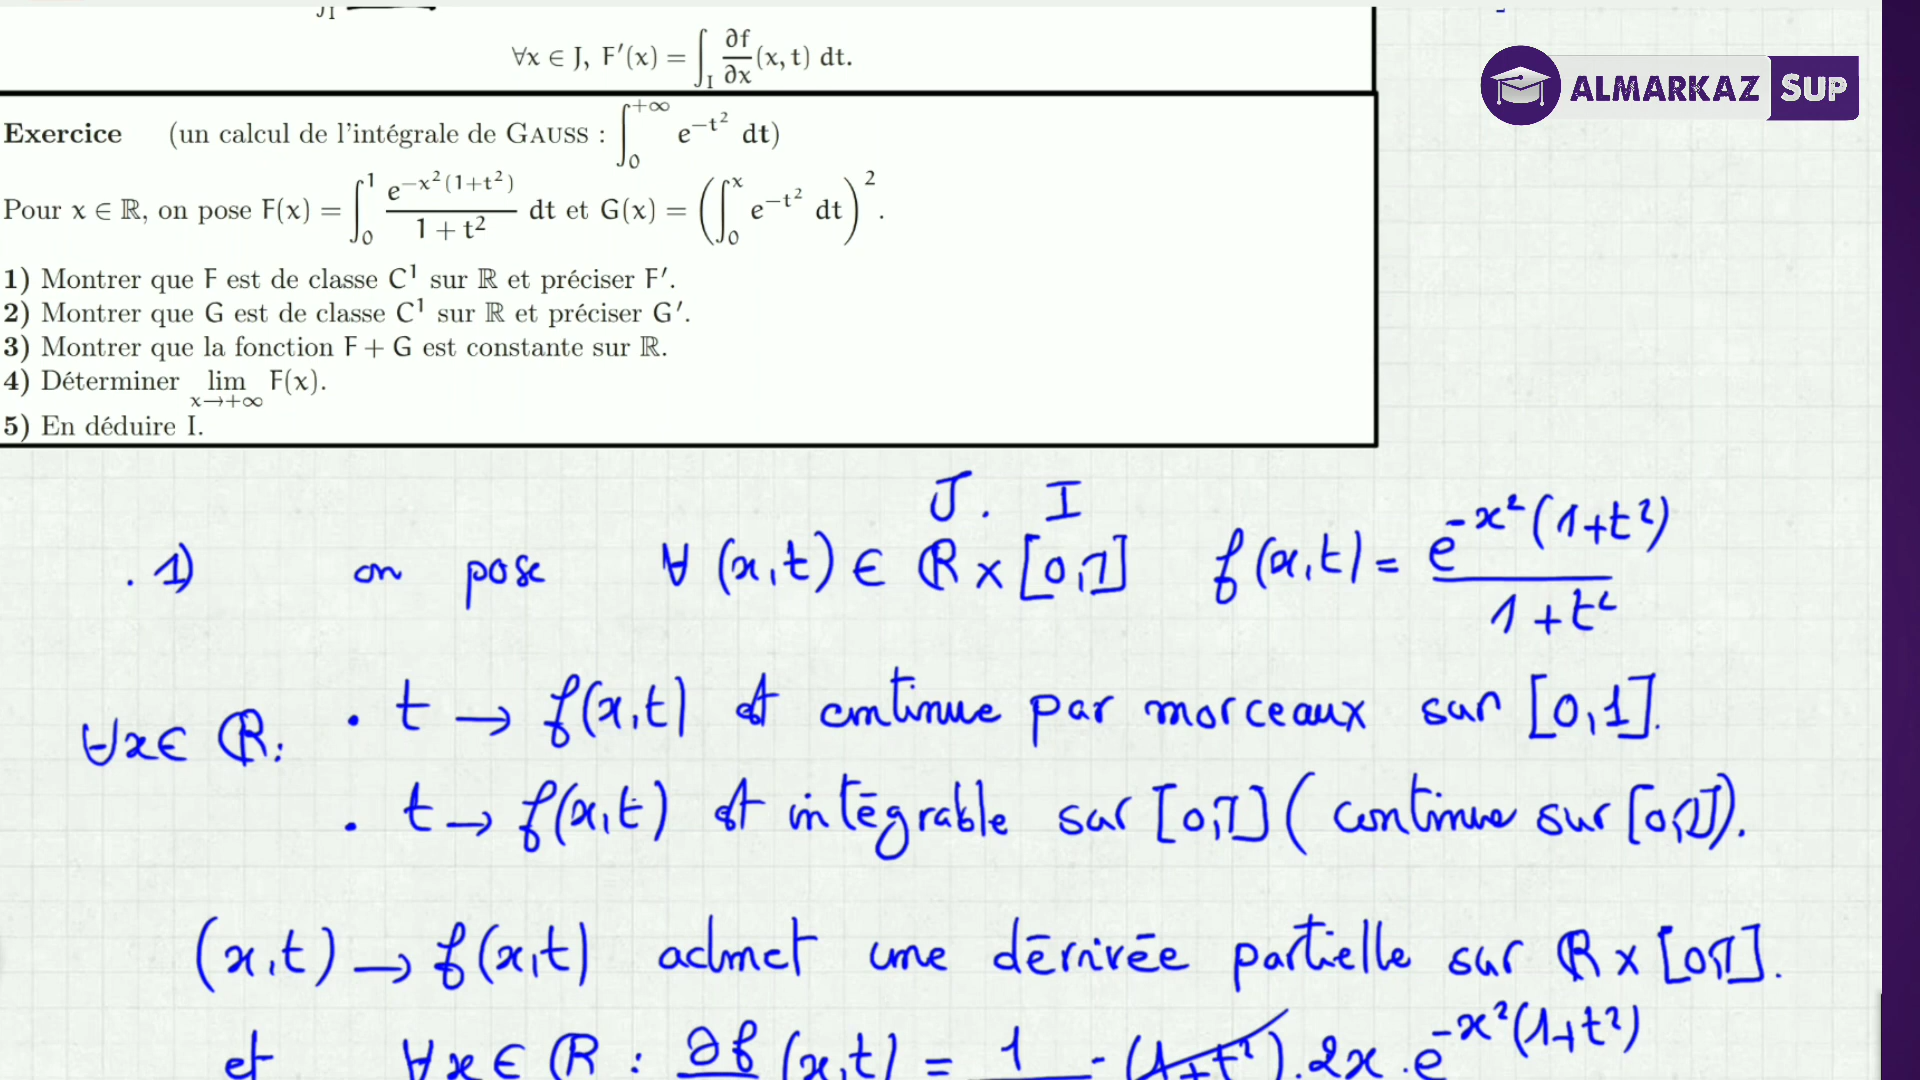 ∀x ∈ J, F′(x) = ∫_I ∂f/∂x (x, t) dt.
ALMARKAZ SUP
Exercice (un calcul de l'intégrale de GAUSS : ∫_0^{+∞} e^{−t²} dt)
Pour x ∈ ℝ, on pose F(x) = ∫_0^1 e^{−x²(1+t²)} / (1 + t²) dt et G(x) = (∫_0^x e^{−t²} dt)².
1) Montrer que F est de classe C¹ sur ℝ et préciser F′.
2) Montrer que G est de classe C¹ sur ℝ et préciser G′.
3) Montrer que la fonction F + G est constante sur ℝ.
4) Déterminer lim_{x→+∞} F(x).
5) En déduire I.
J. I
. 1) on pose ∀ (x,t) ∈ ℝ × [0,1] f(x,t) = e^{-x²(1+t²)} / (1+t²)
∀x∈ ℝ: . t → f(x,t) est continue par morceaux sur [0,1].
. t → f(x,t) est intégrable sur [0,1] (continue sur [0,1]).
(x,t) → f(x,t) admet une dérivée partielle sur ℝ × [0,1].
et ∀x ∈ ℝ : ∂f (x,t) = 1 - (1+t²).2x .e^{-x²(1+t²)}